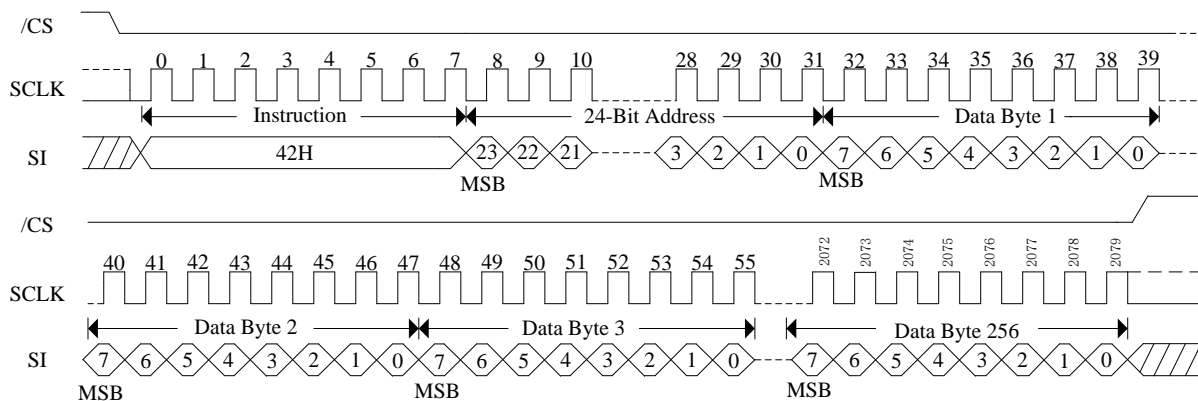 /CS
0 1 2 3 4 5 6 7 8 9 10 28 29 30 31 32 33 34 35 36 37 38 39
SCLK
Instruction 24-Bit Address Data Byte 1
SI 42H 23 22 21 3 2 1 0 7 6 5 4 3 2 1 0
MSB MSB
/CS
40 41 42 43 44 45 46 47 48 49 50 51 52 53 54 55 2072 2073 2074 2075 2076 2077 2078 2079
SCLK
Data Byte 2 Data Byte 3 Data Byte 256
SI 7 6 5 4 3 2 1 0 7 6 5 4 3 2 1 0 7 6 5 4 3 2 1 0
MSB MSB MSB